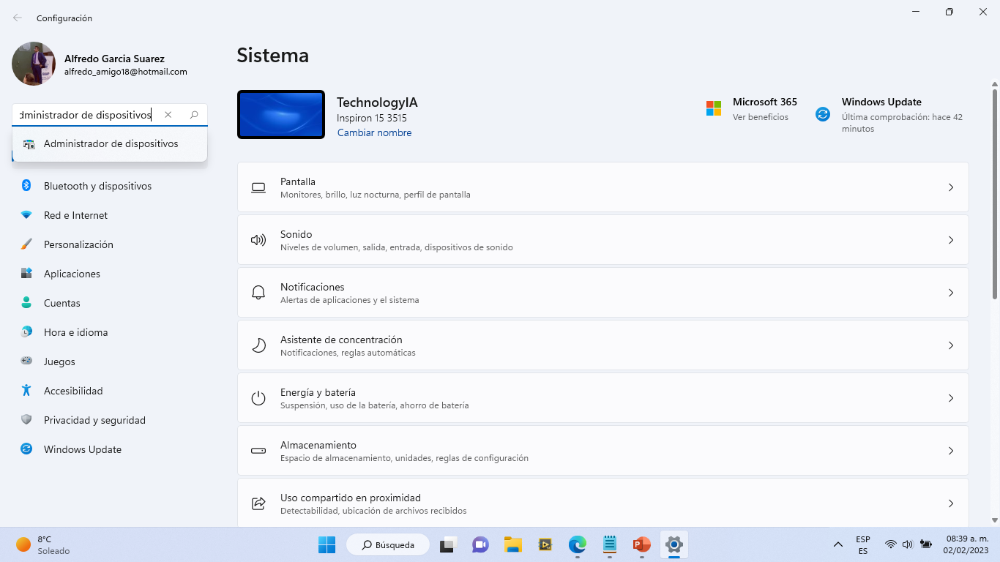 Configuración
Alfredo Garcia Suarez
alfredo_amigo18@hotmail.com
dministrador de dispositivos
Administrador de dispositivos
Bluetooth y dispositivos
Red e Internet
Personalización
Aplicaciones
Cuentas
Hora e idioma
Juegos
Accesibilidad
Privacidad y seguridad
Windows Update
Sistema
TechnologyIA
Inspiron 15 3515
Cambiar nombre
Microsoft 365
Ver beneficios
Windows Update
Última comprobación: hace 42
minutos
Pantalla
Monitores, brillo, luz nocturna, perfil de pantalla
Sonido
Niveles de volumen, salida, entrada, dispositivos de sonido
Notificaciones
Alertas de aplicaciones y el sistema
Asistente de concentración
Notificaciones, reglas automáticas
Energía y batería
Suspensión, uso de la batería, ahorro de batería
Almacenamiento
Espacio de almacenamiento, unidades, reglas de configuración
Uso compartido en proximidad
Detectabilidad, ubicación de archivos recibidos
8°C
Soleado
Búsqueda
ESP
ES
08:39 a. m.
02/02/2023